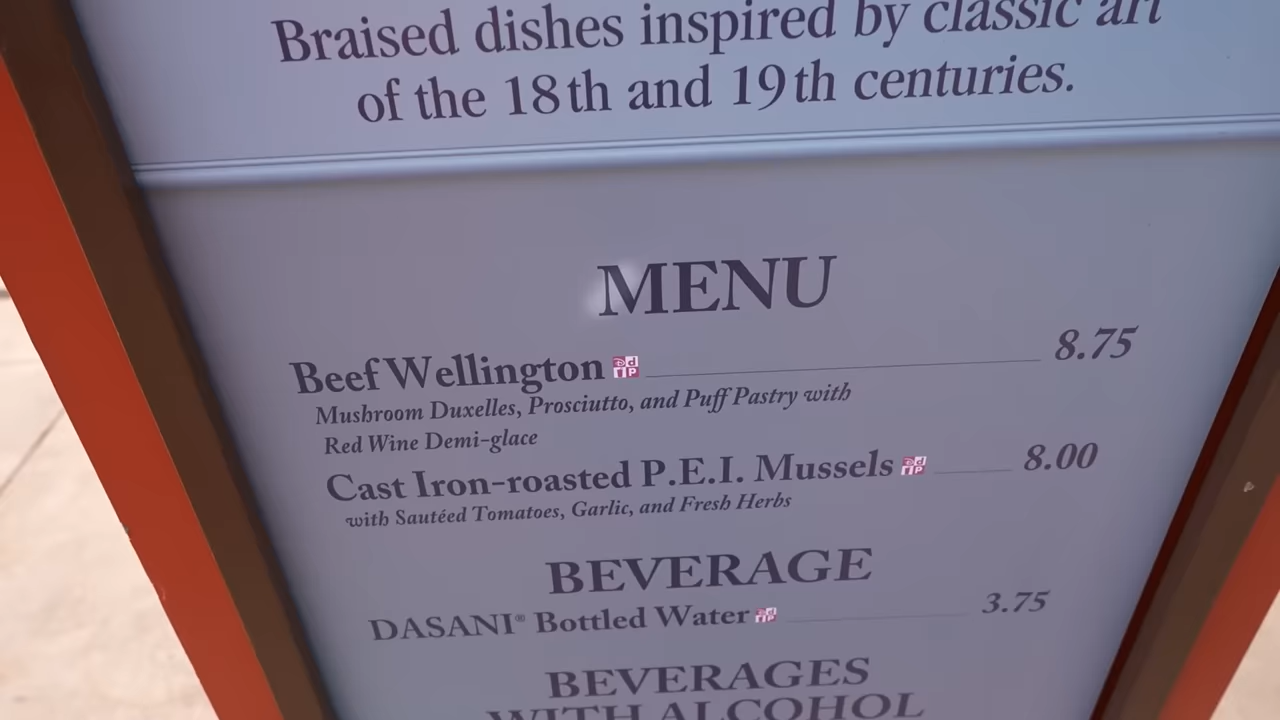 Braised dishes inspired by classic art
of the 18th and 19th centuries.
MENU
Beef Wellington 8.75
Mushroom Duxelles, Prosciutto, and Puff Pastry with
Red Wine Demi-glace
Cast Iron-roasted P.E.I. Mussels 8.00
with Sautéed Tomatoes, Garlic, and Fresh Herbs
BEVERAGE
DASANI® Bottled Water 3.75
BEVERAGES
WITH ALCOHOL